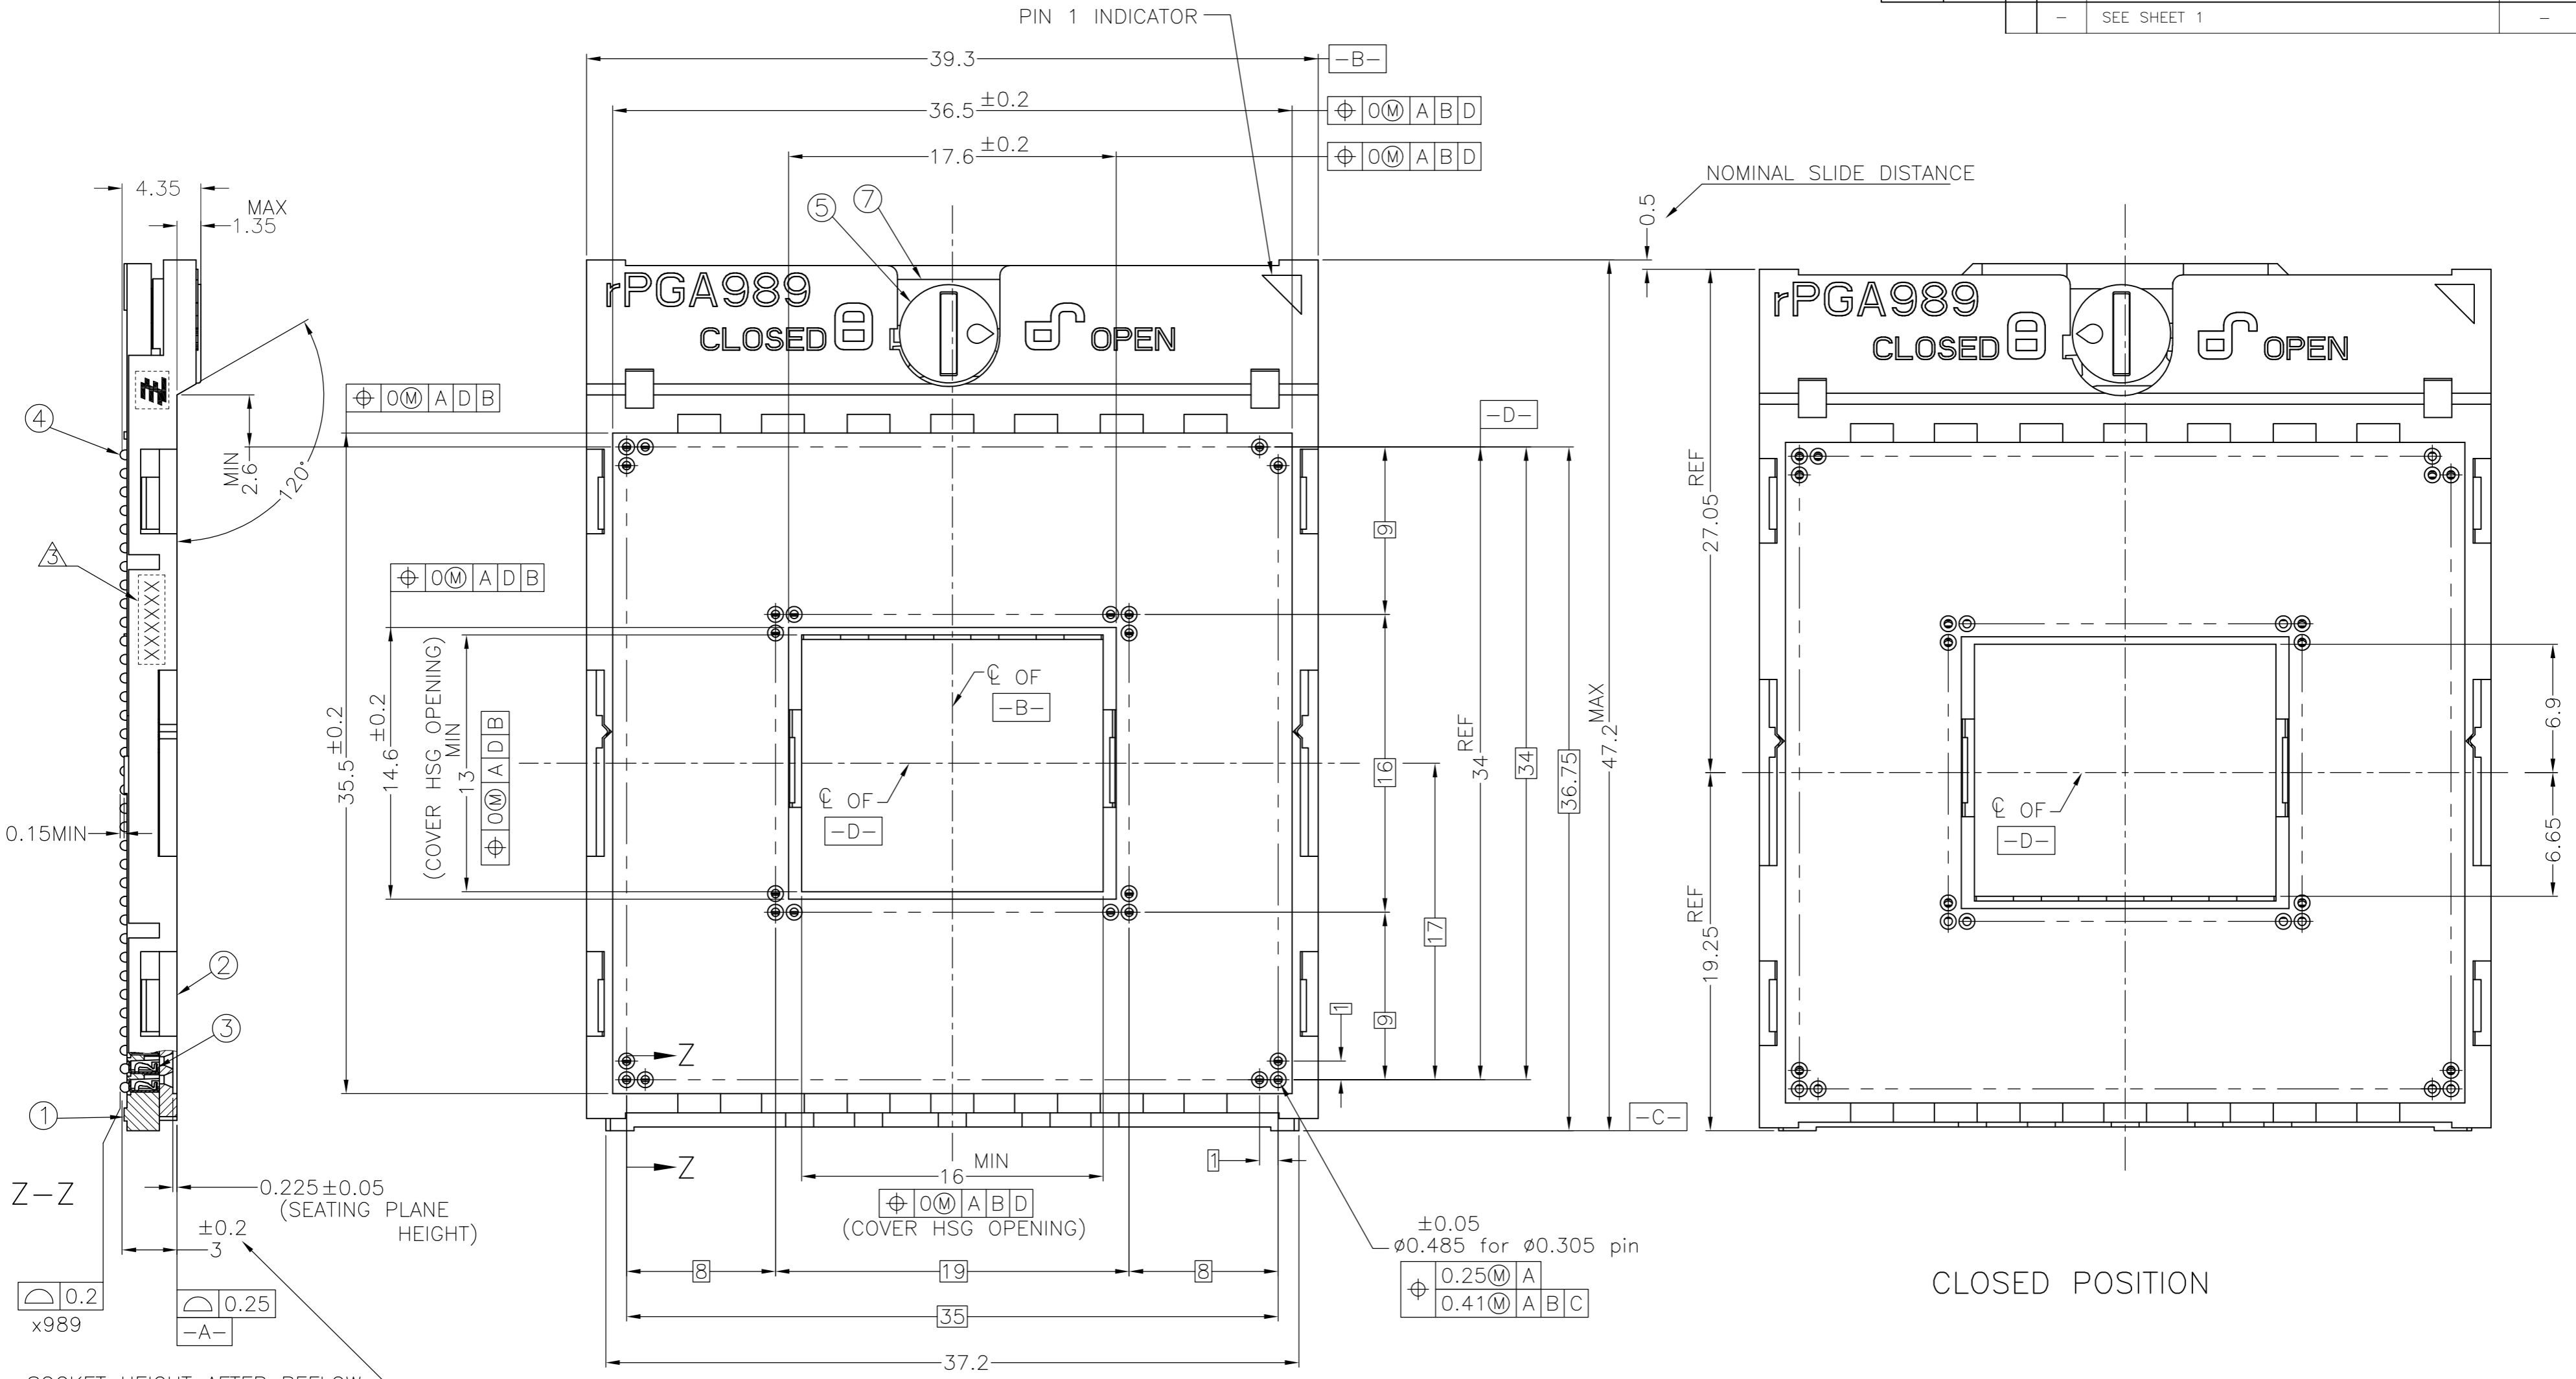 PIN 1 INDICATOR
- SEE SHEET 1 -
39.3
-B-
36.5 ±0.2
⌖ 0Ⓜ A B D
17.6 ±0.2
⌖ 0Ⓜ A B D
NOMINAL SLIDE DISTANCE
0.5
4.35
MAX
1.35
5
7
rPGA989
CLOSED
OPEN
rPGA989
CLOSED
OPEN
4
⌖ 0Ⓜ A D B
-D-
MIN
2.6
120°
3
⌖ 0Ⓜ A D B
XXXXXX
35.5 ±0.2
14.6 ±0.2
(COVER HSG OPENING)
MIN
13
⌖ 0Ⓜ A D B
℄ OF
-B-
℄ OF
-D-
9
16
9
17
1
34 REF
34
36.75
47.2 MAX
27.05 REF
19.25 REF
℄ OF
-D-
6.9
6.65
0.15MIN
2
3
1
Z
Z
-C-
Z-Z
0.225±0.05
(SEATING PLANE
HEIGHT)
±0.2
3
MIN
16
⌖ 0Ⓜ A B D
(COVER HSG OPENING)
1
±0.05
ø0.485 for ø0.305 pin
⌖ 0.25Ⓜ A
0.41Ⓜ A B C
8
19
8
35
37.2
⌓ 0.2
x989
⌓ 0.25
-A-
CLOSED POSITION
SOCKET HEIGHT AFTER REFLOW